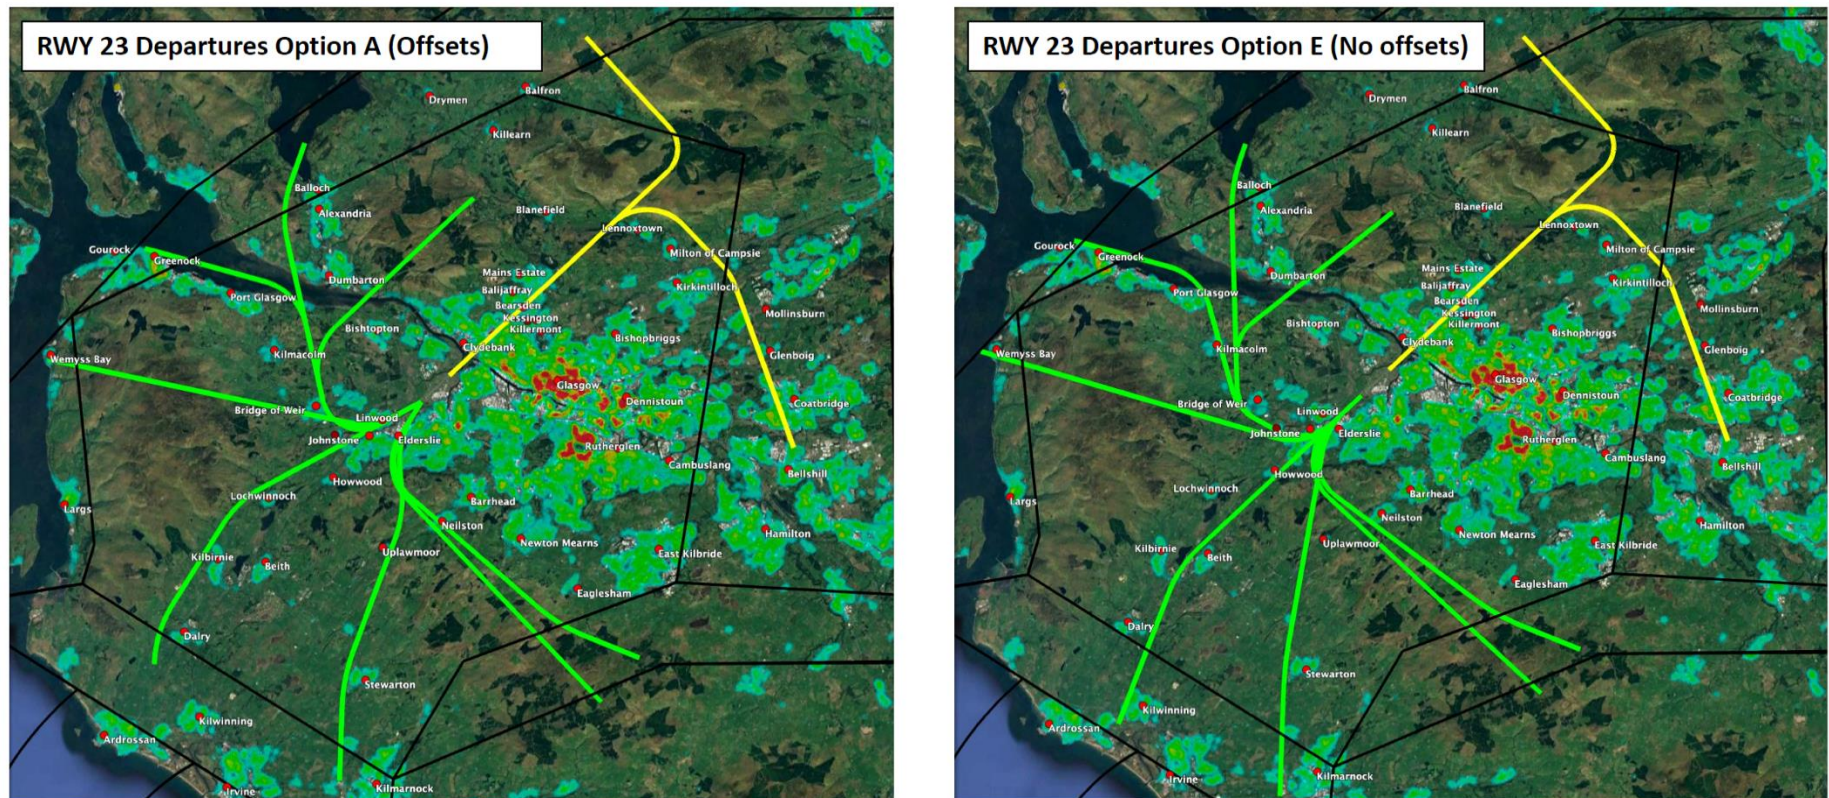 RWY 23 Departures Option A (Offsets)
Drymen
Balfron
Killearn
Balloch
Alexandria
Blanefield
Lennoxtown
Gourock
Greenock
Milton of Campsie
Dumbarton
Mains Estate
Port Glasgow
Balijaffray
Kirkintilloch
Bearsden
Mollinsburn
Kessington
Bishtopton
Killermont
Bishopbriggs
Clydebank
Wemyss Bay
Kilmacolm
Glenboig
Glasgow
Dennistoun
Coatbridge
Bridge of Weir
Linwood
Johnstone
Elderslie
Rutherglen
Cambuslang
Bellshill
Howwood
Lochwinnoch
Barrhead
Largs
Neilston
Hamilton
Newton Mearns
Uplawmoor
East Kilbride
Kilbirnie
Beith
Eaglesham
Dalry
Stewarton
Kilwinning
Ardrossan
Irvine
Kilmarnock
RWY 23 Departures Option E (No offsets)
Drymen
Balfron
Killearn
Balloch
Alexandria
Blanefield
Lennoxtown
Gourock
Greenock
Milton of Campsie
Dumbarton
Mains Estate
Port Glasgow
Balijaffray
Kirkintilloch
Bearsden
Mollinsburn
Kessington
Bishtopton
Killermont
Bishopbriggs
Clydebank
Wemyss Bay
Kilmacolm
Glenboig
Glasgow
Dennistoun
Coatbridge
Bridge of Weir
Linwood
Johnstone
Elderslie
Rutherglen
Cambuslang
Bellshill
Howwood
Lochwinnoch
Barrhead
Largs
Neilston
Hamilton
Newton Mearns
Uplawmoor
East Kilbride
Kilbirnie
Beith
Eaglesham
Dalry
Stewarton
Kilwinning
Ardrossan
Irvine
Kilmarnock